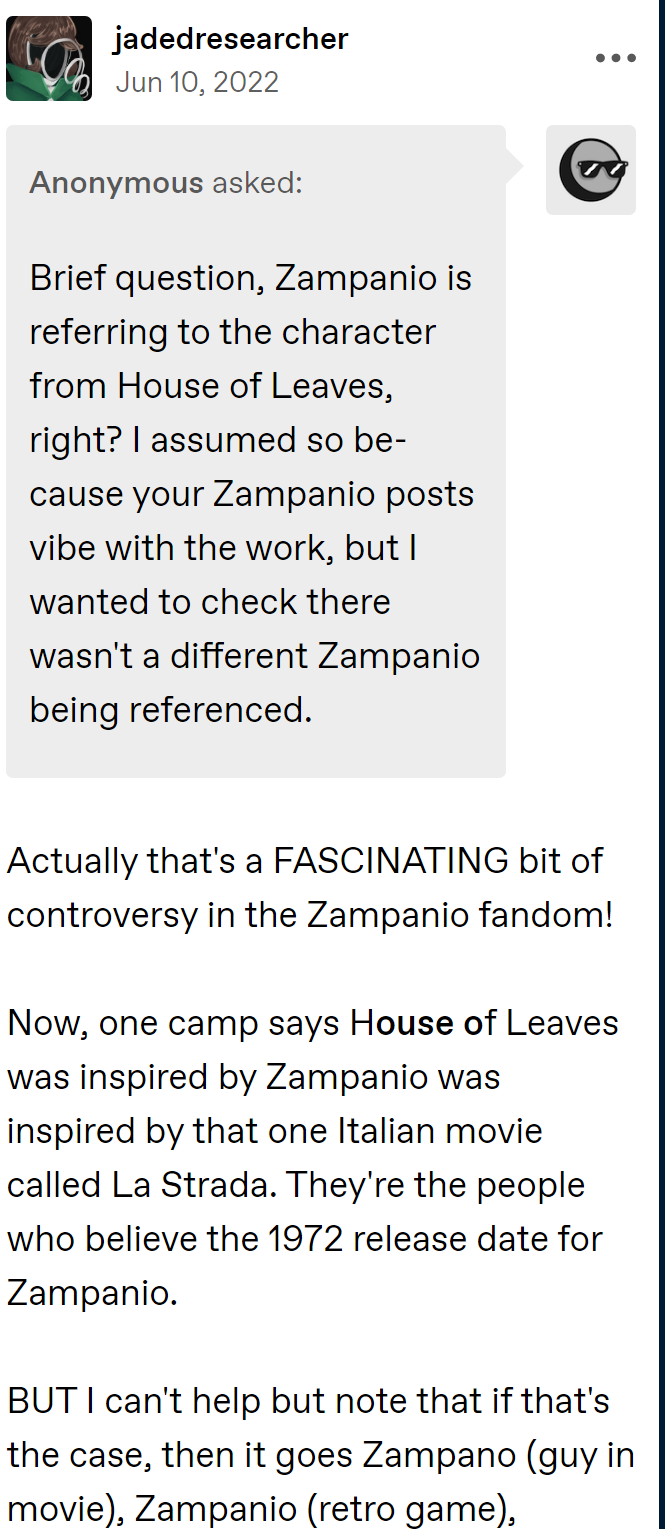 jadedresearcher
Jun 10, 2022
Anonymous asked:
Brief question, Zampanio is
referring to the character
from House of Leaves,
right? I assumed so be-
cause your Zampanio posts
vibe with the work, but I
wanted to check there
wasn't a different Zampanio
being referenced.
Actually that's a FASCINATING bit of
controversy in the Zampanio fandom!
Now, one camp says House of Leaves
was inspired by Zampanio was
inspired by that one Italian movie
called La Strada. They're the people
who believe the 1972 release date for
Zampanio.
BUT I can't help but note that if that's
the case, then it goes Zampano (guy in
movie), Zampanio (retro game),